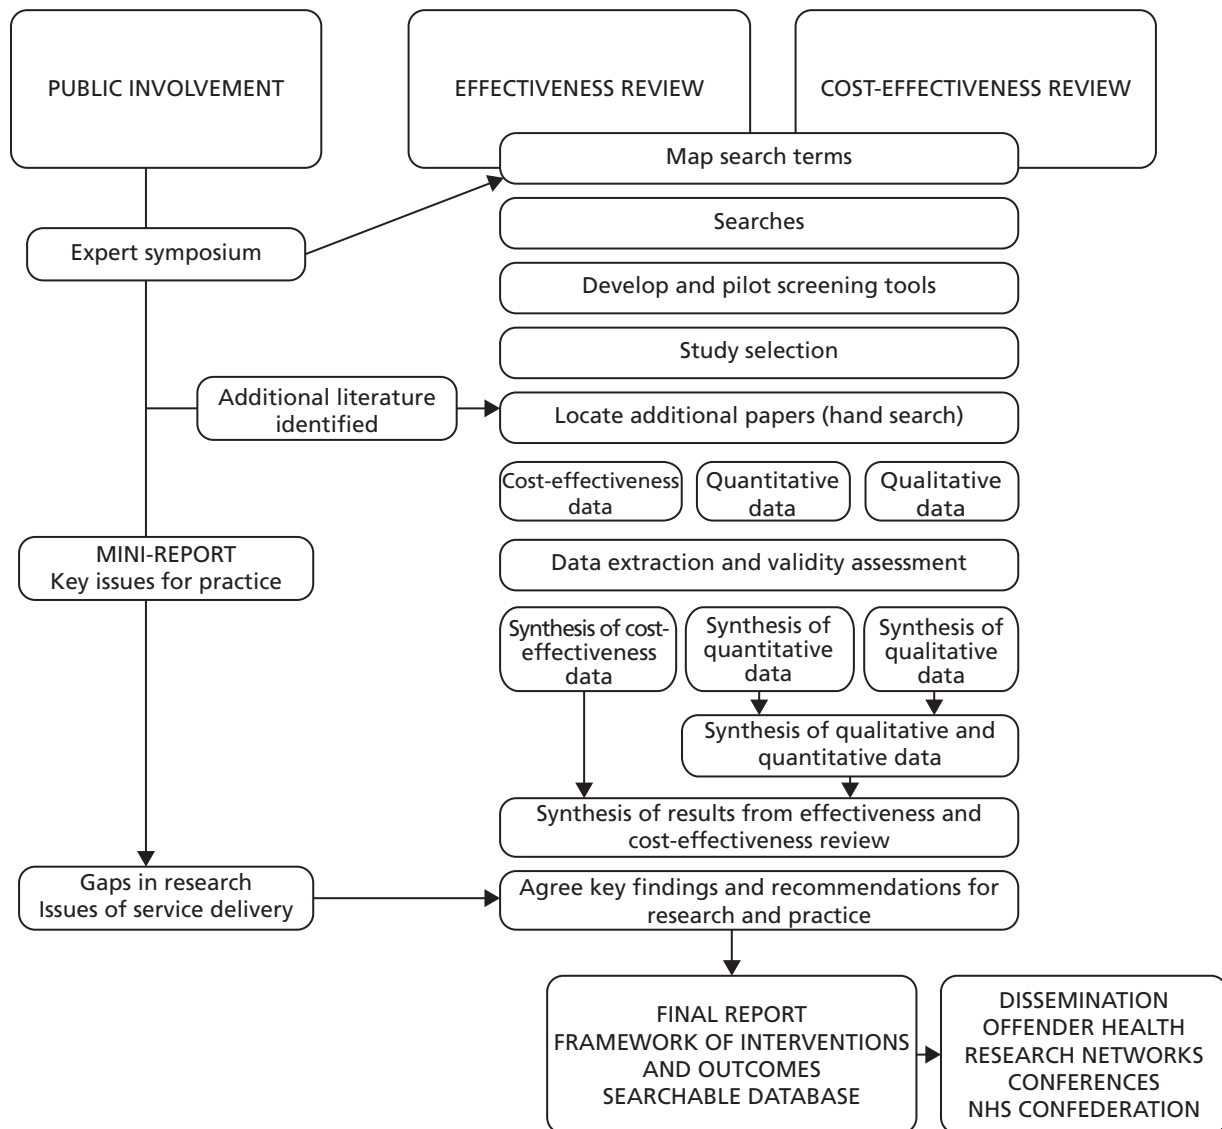 PUBLIC INVOLVEMENT
EFFECTIVENESS REVIEW
COST-EFFECTIVENESS REVIEW
Map search terms
Searches
Expert symposium
Develop and pilot screening tools
Study selection
Additional literature
identified
Locate additional papers (hand search)
Cost-effectiveness
data
Quantitative
data
Qualitative
data
MINI-REPORT
Key issues for practice
Data extraction and validity assessment
Synthesis of cost-
effectiveness
data
Synthesis of
quantitative
data
Synthesis of
qualitative
data
Synthesis of qualitative and
quantitative data
Synthesis of results from effectiveness and
cost-effectiveness review
Gaps in research
Issues of service delivery
Agree key findings and recommendations for
research and practice
FINAL REPORT
FRAMEWORK OF INTERVENTIONS
AND OUTCOMES
SEARCHABLE DATABASE
DISSEMINATION
OFFENDER HEALTH
RESEARCH NETWORKS
CONFERENCES
NHS CONFEDERATION